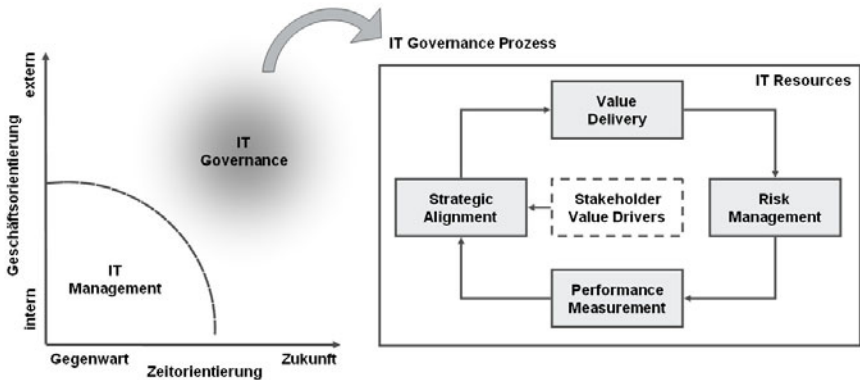 Geschäftsorientierung
extern
intern
IT
Governance
IT
Management
Gegenwart
Zukunft
Zeitorientierung
IT Governance Prozess
IT Resources
Value
Delivery
Strategic
Alignment
Stakeholder
Value Drivers
Risk
Management
Performance
Measurement